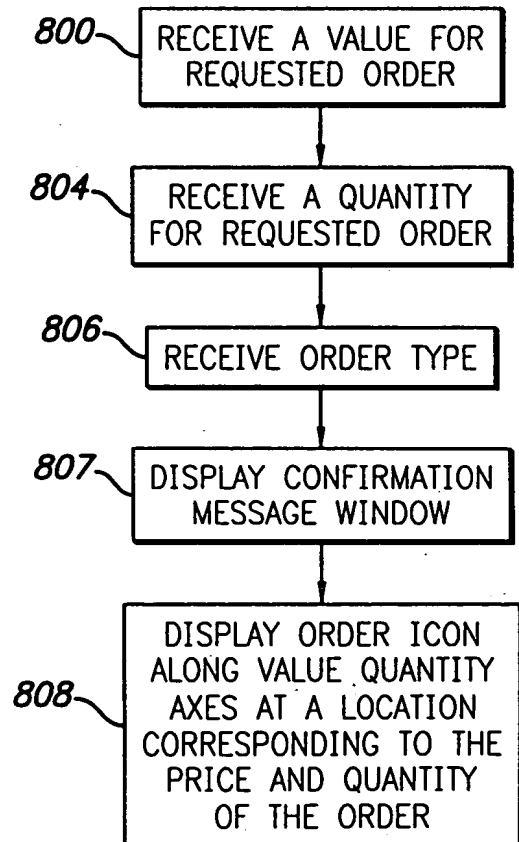 800
RECEIVE A VALUE FOR
REQUESTED ORDER
804
RECEIVE A QUANTITY
FOR REQUESTED ORDER
806
RECEIVE ORDER TYPE
807
DISPLAY CONFIRMATION
MESSAGE WINDOW
808
DISPLAY ORDER ICON
ALONG VALUE QUANTITY
AXES AT A LOCATION
CORRESPONDING TO THE
PRICE AND QUANTITY
OF THE ORDER